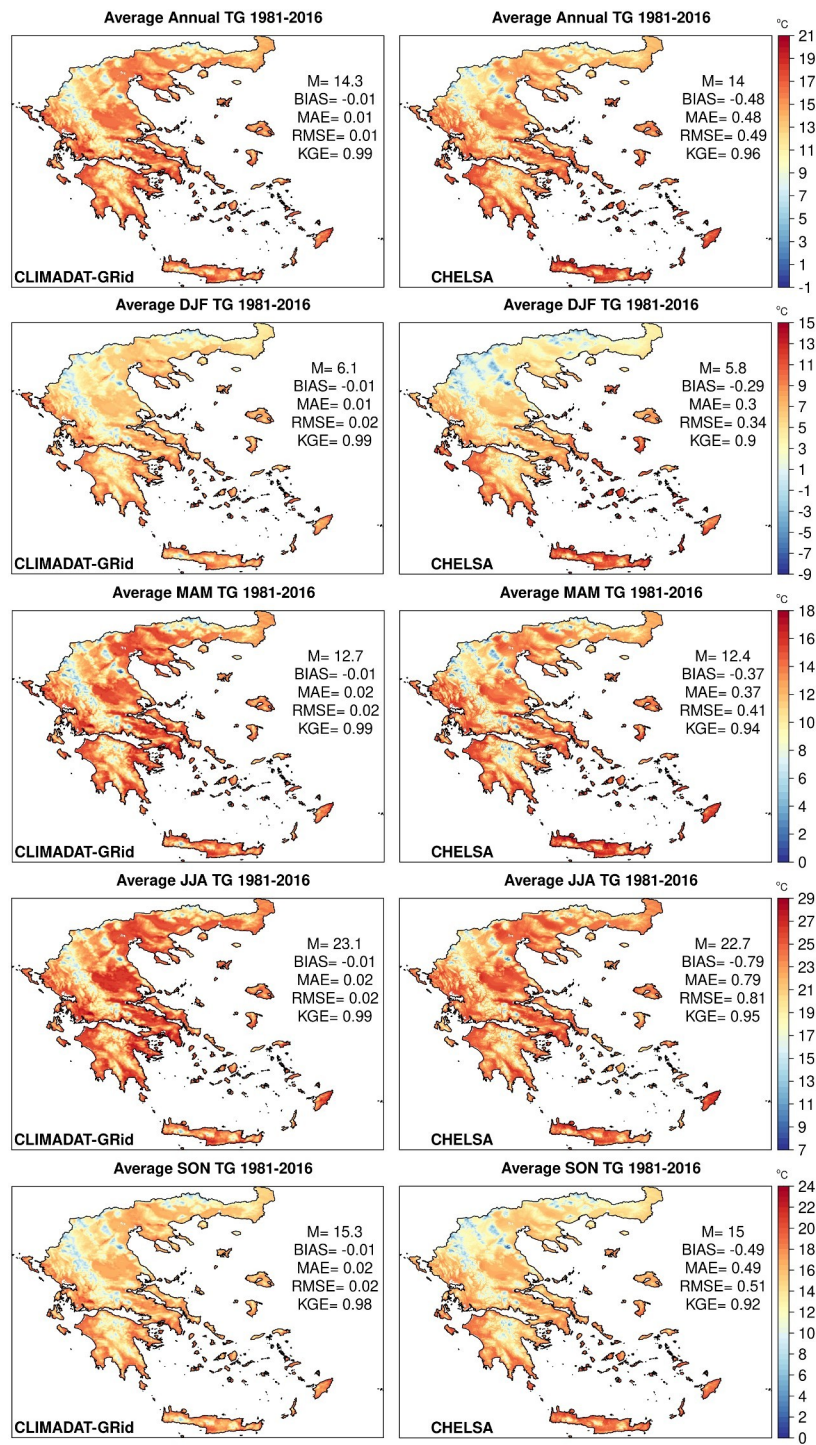 Average Annual TG 1981-2016
M= 14.3
BIAS= -0.01
MAE= 0.01
RMSE= 0.01
KGE= 0.99
CLIMADAT-GRid
Average Annual TG 1981-2016
M= 14
BIAS= -0.48
MAE= 0.48
RMSE= 0.49
KGE= 0.96
CHELSA
°C
21
19
17
15
13
11
9
7
5
3
1
-1
Average DJF TG 1981-2016
M= 6.1
BIAS= -0.01
MAE= 0.01
RMSE= 0.02
KGE= 0.99
CLIMADAT-GRid
Average DJF TG 1981-2016
M= 5.8
BIAS= -0.29
MAE= 0.3
RMSE= 0.34
KGE= 0.9
CHELSA
°C
15
13
11
9
7
5
3
1
-1
-3
-5
-7
-9
Average MAM TG 1981-2016
M= 12.7
BIAS= -0.01
MAE= 0.02
RMSE= 0.02
KGE= 0.99
CLIMADAT-GRid
Average MAM TG 1981-2016
M= 12.4
BIAS= -0.37
MAE= 0.37
RMSE= 0.41
KGE= 0.94
CHELSA
°C
18
16
14
12
10
8
6
4
2
0
Average JJA TG 1981-2016
M= 23.1
BIAS= -0.01
MAE= 0.02
RMSE= 0.02
KGE= 0.99
CLIMADAT-GRid
Average JJA TG 1981-2016
M= 22.7
BIAS= -0.79
MAE= 0.79
RMSE= 0.81
KGE= 0.95
CHELSA
°C
29
27
25
23
21
19
17
15
13
11
9
7
Average SON TG 1981-2016
M= 15.3
BIAS= -0.01
MAE= 0.02
RMSE= 0.02
KGE= 0.98
CLIMADAT-GRid
Average SON TG 1981-2016
M= 15
BIAS= -0.49
MAE= 0.49
RMSE= 0.51
KGE= 0.92
CHELSA
°C
24
22
20
18
16
14
12
10
8
6
4
2
0